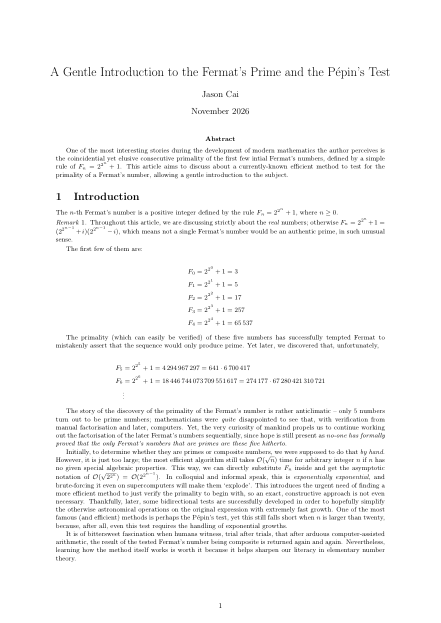 A Gentle Introduction to the Fermat's Prime and the Pépin's Test
Jason Cai
November 2026
Abstract
One of the most interesting stories during the development of modern mathematics the author perceives is
the coincidental yet elusive consecutive primality of the first few intial Fermat's numbers, defined by a simple
rule of Fₙ = 2^{2^n} + 1. This article aims to discuss about a currently-known efficient method to test for the
primality of a Fermat's number, allowing a gentle introduction to the subject.
1 Introduction
The n-th Fermat's number is a positive integer defined by the rule Fₙ = 2^{2^n} + 1, where n ≥ 0.
Remark 1. Throughout this article, we are discussing strictly about the real numbers; otherwise Fₙ = 2^{2^n} + 1 =
(2^{2^{n-1}} + i)(2^{2^{n-1}} − i), which means not a single Fermat's number would be an authentic prime, in such unusual
sense.
The first few of them are:
F₀ = 2^{2^0} + 1 = 3
F₁ = 2^{2^1} + 1 = 5
F₂ = 2^{2^2} + 1 = 17
F₃ = 2^{2^3} + 1 = 257
F₄ = 2^{2^4} + 1 = 65 537
The primality (which can easily be verified) of these five numbers has successfully tempted Fermat to
mistakenly assert that the sequence would only produce prime. Yet later, we discovered that, unfortunately,
F₅ = 2^{2^5} + 1 = 4 294 967 297 = 641 · 6 700 417
F₆ = 2^{2^6} + 1 = 18 446 744 073 709 551 617 = 274 177 · 67 280 421 310 721
⋮
The story of the discovery of the primality of the Fermat's number is rather anticlimatic – only 5 numbers
turn out to be prime numbers; mathematicians were quite disappointed to see that, with verification from
manual factorisation and later, computers. Yet, the very curiosity of mankind propels us to continue working
out the factorisation of the later Fermat's numbers sequentially, since hope is still present as no-one has formally
proved that the only Fermat's numbers that are primes are these five hitherto.
Initially, to determine whether they are primes or composite numbers, we were supposed to do that by hand.
However, it is just too large; the most efficient algorithm still takes O(√n) time for arbitrary integer n if n has
no given special algebraic properties. This way, we can directly substitute Fₙ inside and get the asymptotic
notation of O(√2^{2^n}) = O(2^{2^{n-1}}). In colloquial and informal speak, this is exponentially exponential, and
brute-forcing it even on supercomputers will make them 'explode'. This introduces the urgent need of finding a
more efficient method to just verify the primality to begin with, so an exact, constructive approach is not even
necessary. Thankfully, later, some bidirectional tests are successfully developed in order to hopefully simplify
the otherwise astronomical operations on the original expression with extremely fast growth. One of the most
famous (and efficient) methods is perhaps the Pépin's test, yet this still falls short when n is larger than twenty,
because, after all, even this test requires the handling of exponential growths.
It is of bittersweet fascination when humans witness, trial after trials, that after arduous computer-assisted
arithmetic, the result of the tested Fermat's number being composite is returned again and again. Nevertheless,
learning how the method itself works is worth it because it helps sharpen our literacy in elementary number
theory.
1